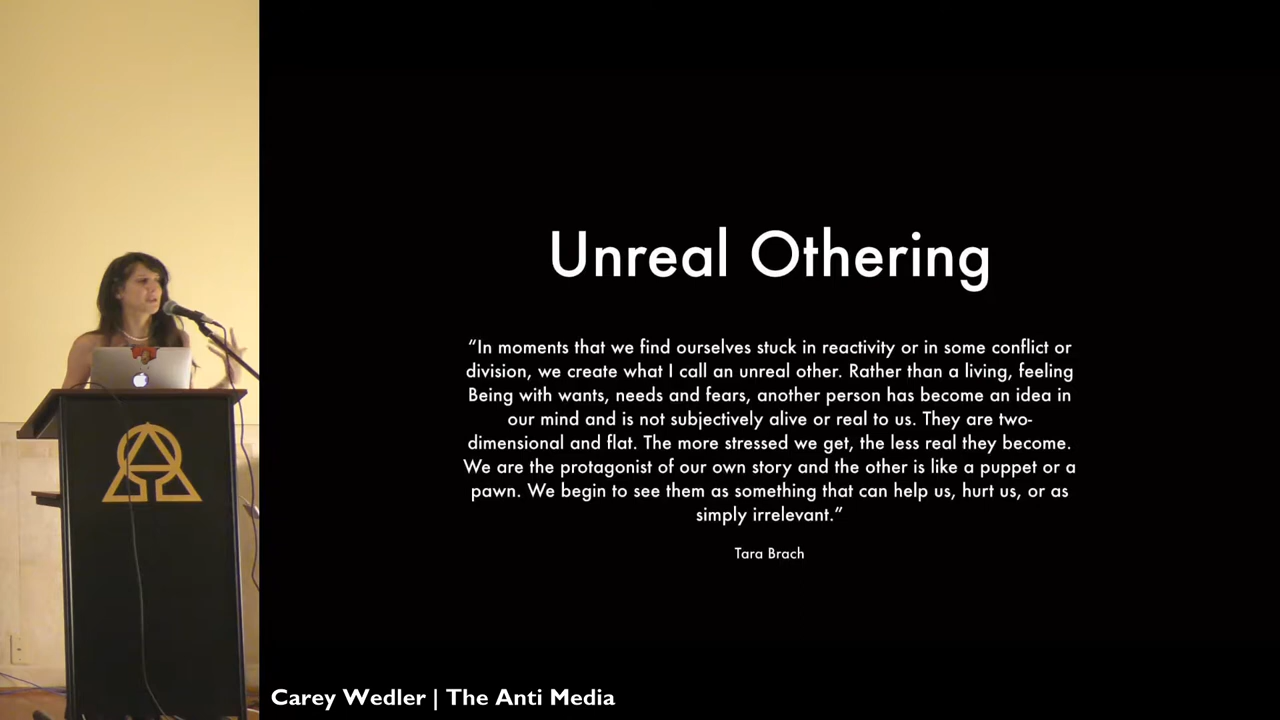 Unreal Othering
“In moments that we find ourselves stuck in reactivity or in some conflict or
division, we create what I call an unreal other. Rather than a living, feeling
Being with wants, needs and fears, another person has become an idea in
our mind and is not subjectively alive or real to us. They are two-
dimensional and flat. The more stressed we get, the less real they become.
We are the protagonist of our own story and the other is like a puppet or a
pawn. We begin to see them as something that can help us, hurt us, or as
simply irrelevant.”
Tara Brach
Carey Wedler | The Anti Media